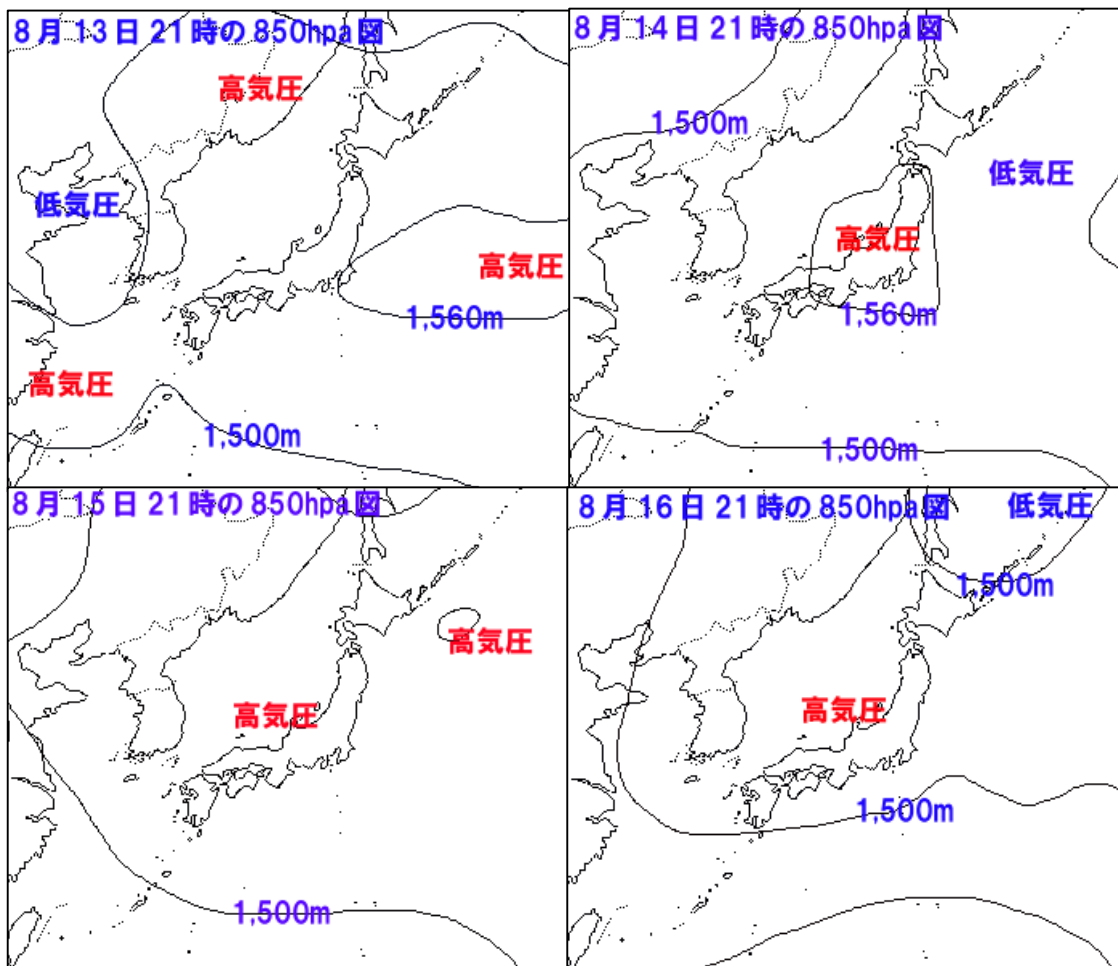 8月13日21時の850hpa図
高気圧
低気圧
高気圧
1,560m
高気圧
1,500m
8月14日21時の850hpa図
1,500m
低気圧
高気圧
1,560m
1,500m
8月15日21時の850hpa図
高気圧
高気圧
1,500m
8月16日21時の850hpa図
低気圧
1,500m
高気圧
1,500m